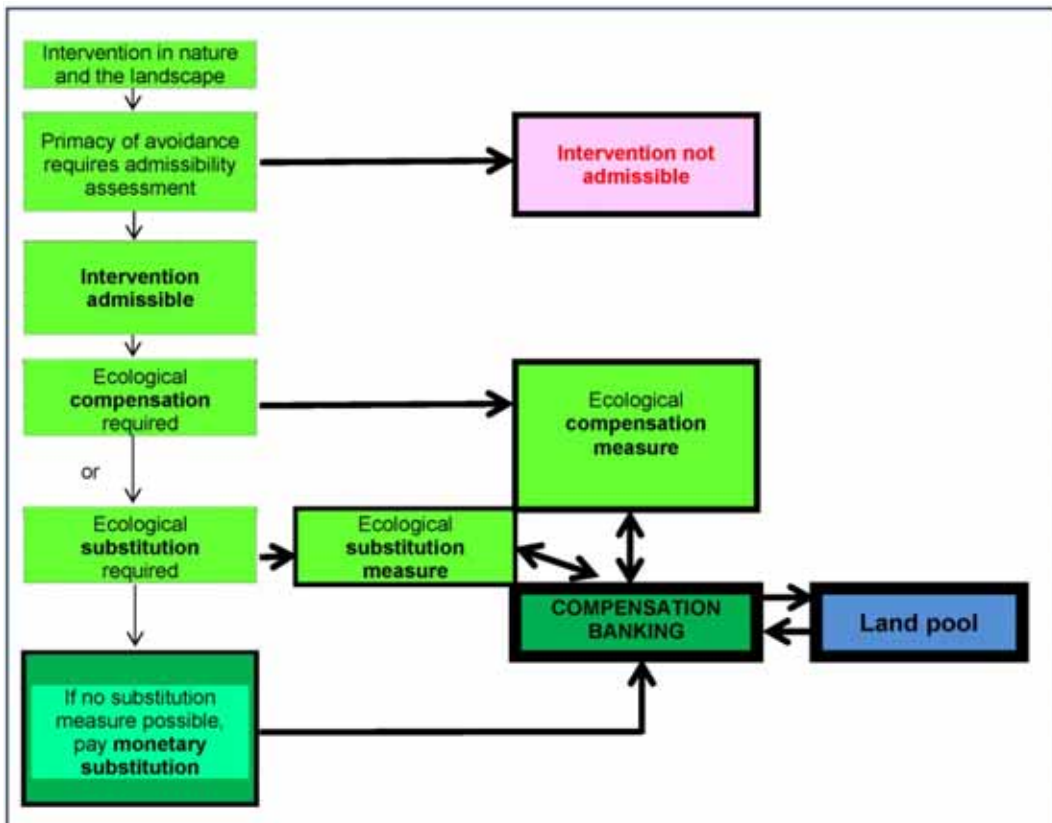 Intervention in nature
and the landscape
Primacy of avoidance
requires admissibility
assessment
Intervention not
admissible
Intervention
admissible
Ecological
compensation
required
Ecological
compensation
measure
or
Ecological
substitution
required
Ecological
substitution
measure
COMPENSATION
BANKING
Land pool
If no substitution
measure possible,
pay monetary
substitution